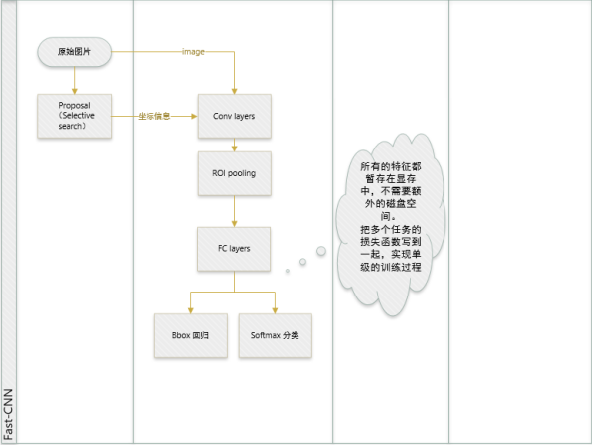 原始图片
image
Proposal
（Selective
search）
坐标信息
Conv layers
ROI pooling
FC layers
Bbox 回归
Softmax 分类
所有的特征都
暂存在显存
中，不需要额
外的磁盘空
间。
把多个任务的
损失函数写到
一起，实现单
级的训练过程
Fast-CNN